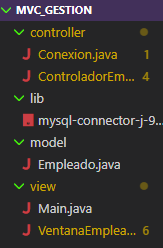 MVC_GESTION
controller
Conexion.java 1
ControladorEm... 4
lib
mysql-connector-j-9...
model
Empleado.java
view
Main.java
VentanaEmplea... 6